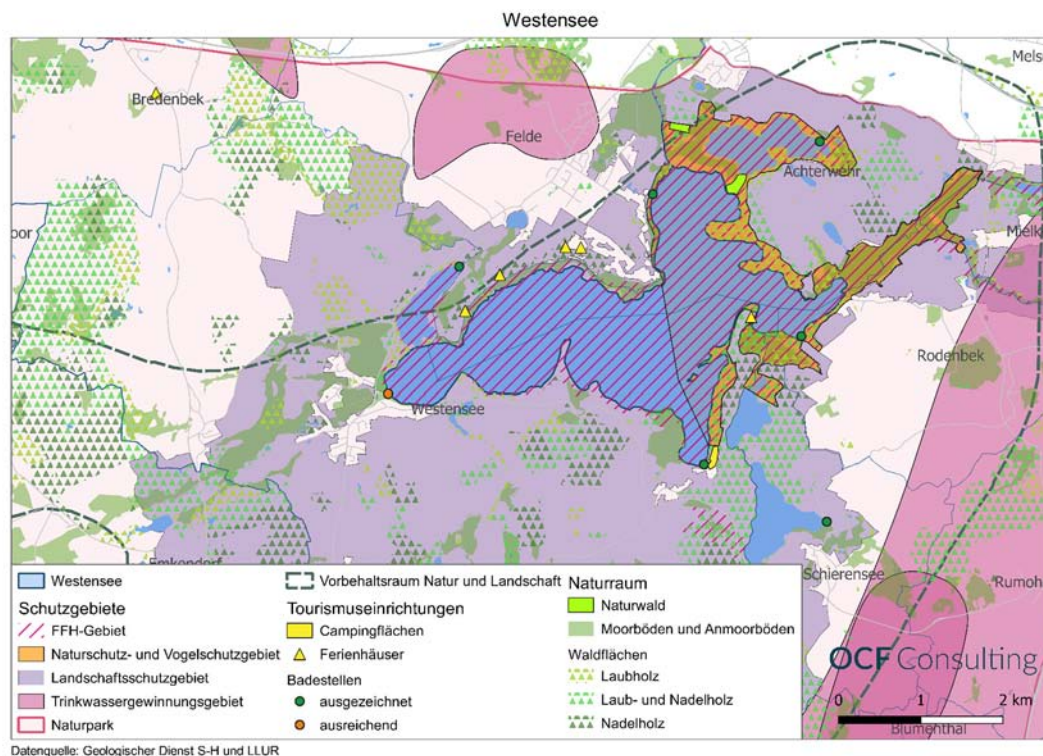 Westensee
Mels
Bredenbek
Felde
Achterwehr
oor
Mielk
Rodenbek
Westensee
Emkendorf
Schierensee
Rumoh
Blumenthal
Westensee
Schutzgebiete
FFH-Gebiet
Naturschutz- und Vogelschutzgebiet
Landschaftsschutzgebiet
Trinkwassergewinnungsgebiet
Naturpark
Vorbehaltsraum Natur und Landschaft
Tourismuseinrichtungen
Campingflächen
Ferienhäuser
Badestellen
ausgezeichnet
ausreichend
Naturraum
Naturwald
Moorböden und Anmoorböden
Waldflächen
Laubholz
Laub- und Nadelholz
Nadelholz
OCF Consulting
0 1 2 km
Datenquelle: Geologischer Dienst S-H und LLUR